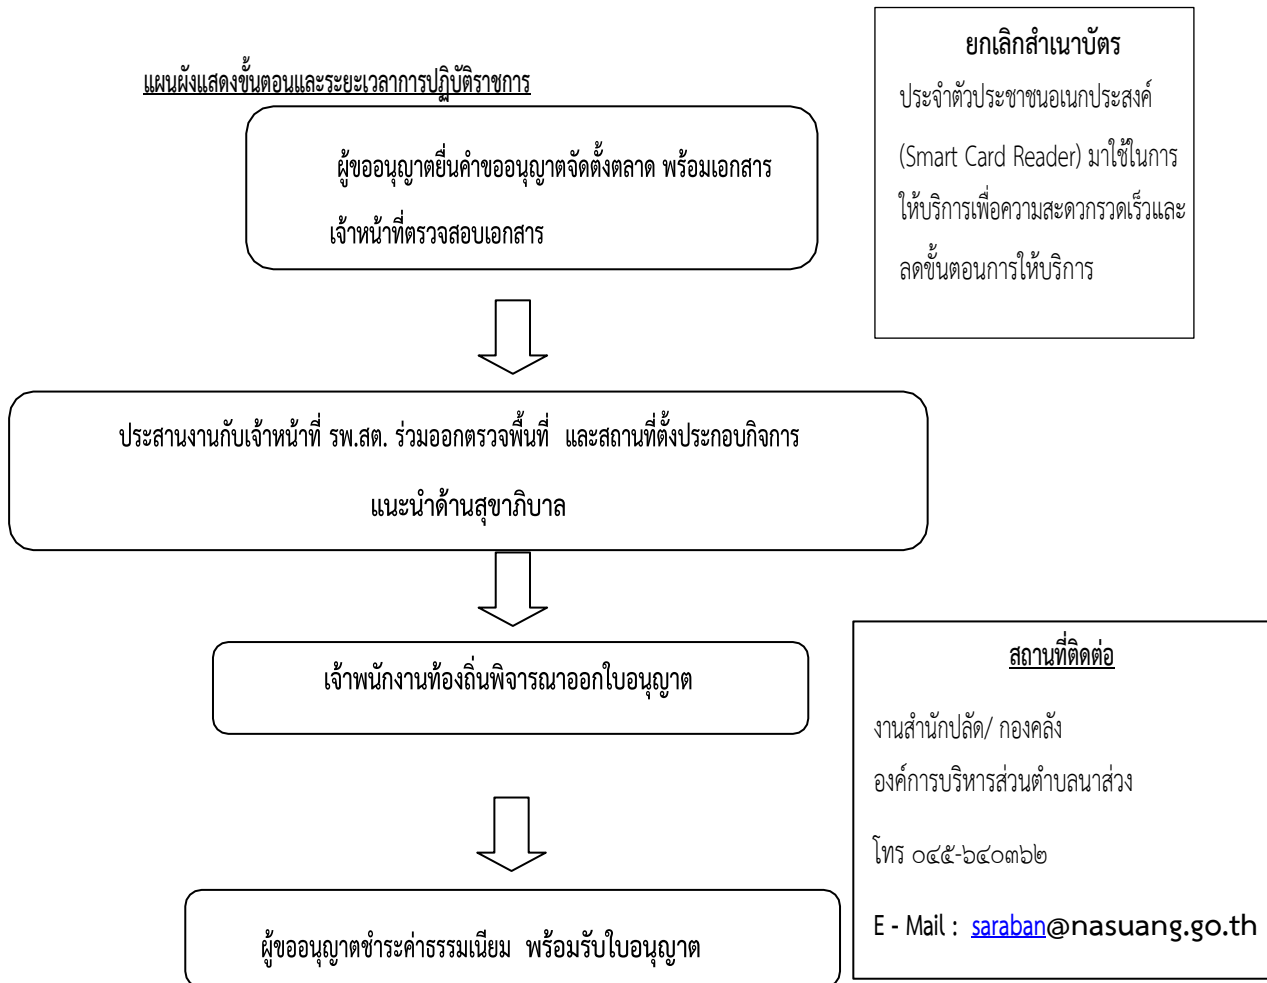 แผนผังแสดงขั้นตอนและระยะเวลาการปฏิบัติราชการ
ผู้ขออนุญาตยื่นคำขออนุญาตจัดตั้งตลาด พร้อมเอกสาร
เจ้าหน้าที่ตรวจสอบเอกสาร
ยกเลิกสำเนาบัตร
ประจำตัวประชาชนอเนกประสงค์
(Smart Card Reader) มาใช้ในการ
ให้บริการเพื่อความสะดวกรวดเร็วและ
ลดขั้นตอนการให้บริการ
ประสานงานกับเจ้าหน้าที่ รพ.สต. ร่วมออกตรวจพื้นที่ และสถานที่ตั้งประกอบกิจการ
แนะนำด้านสุขาภิบาล
เจ้าพนักงานท้องถิ่นพิจารณาออกใบอนุญาต
ผู้ขออนุญาตชำระค่าธรรมเนียม พร้อมรับใบอนุญาต
สถานที่ติดต่อ
งานสำนักปลัด/ กองคลัง
องค์การบริหารส่วนตำบลนาส่วง
โทร ๐๔๕-๖๔๐๓๖๒
E - Mail : saraban@nasuang.go.th